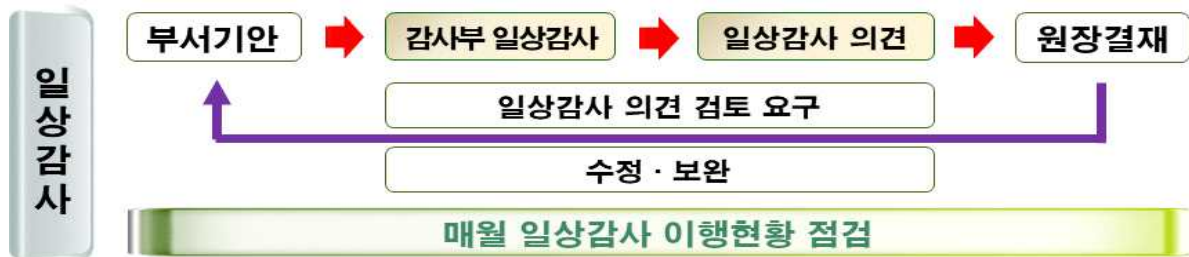 일상감사
부서기안
감사부 일상감사
일상감사 의견
원장결재
일상감사 의견 검토 요구
수정 · 보완
매월 일상감사 이행현황 점검